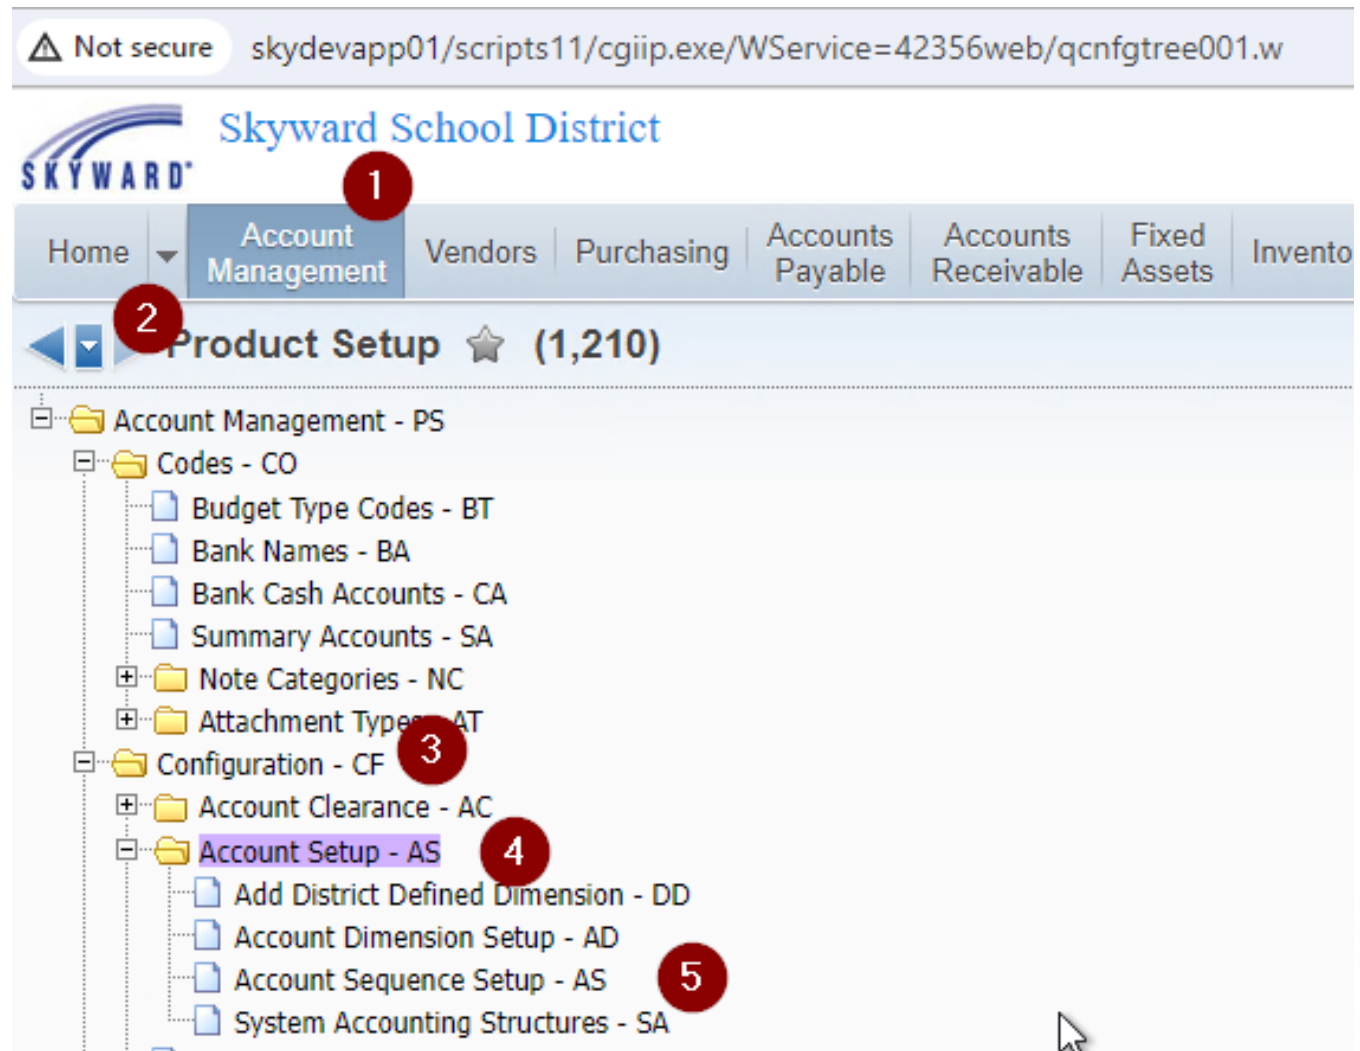 Not secure skydevapp01/scripts11/cgiip.exe/WService=42356web/qcnfgtree001.w
SKYWARD®
Skyward School District
1
Home
Account
Management
Vendors
Purchasing
Accounts
Payable
Accounts
Receivable
Fixed
Assets
Invento
2
Product Setup (1,210)
Account Management - PS
Codes - CO
Budget Type Codes - BT
Bank Names - BA
Bank Cash Accounts - CA
Summary Accounts - SA
Note Categories - NC
Attachment Types - AT
Configuration - CF 3
Account Clearance - AC
Account Setup - AS 4
Add District Defined Dimension - DD
Account Dimension Setup - AD
Account Sequence Setup - AS 5
System Accounting Structures - SA